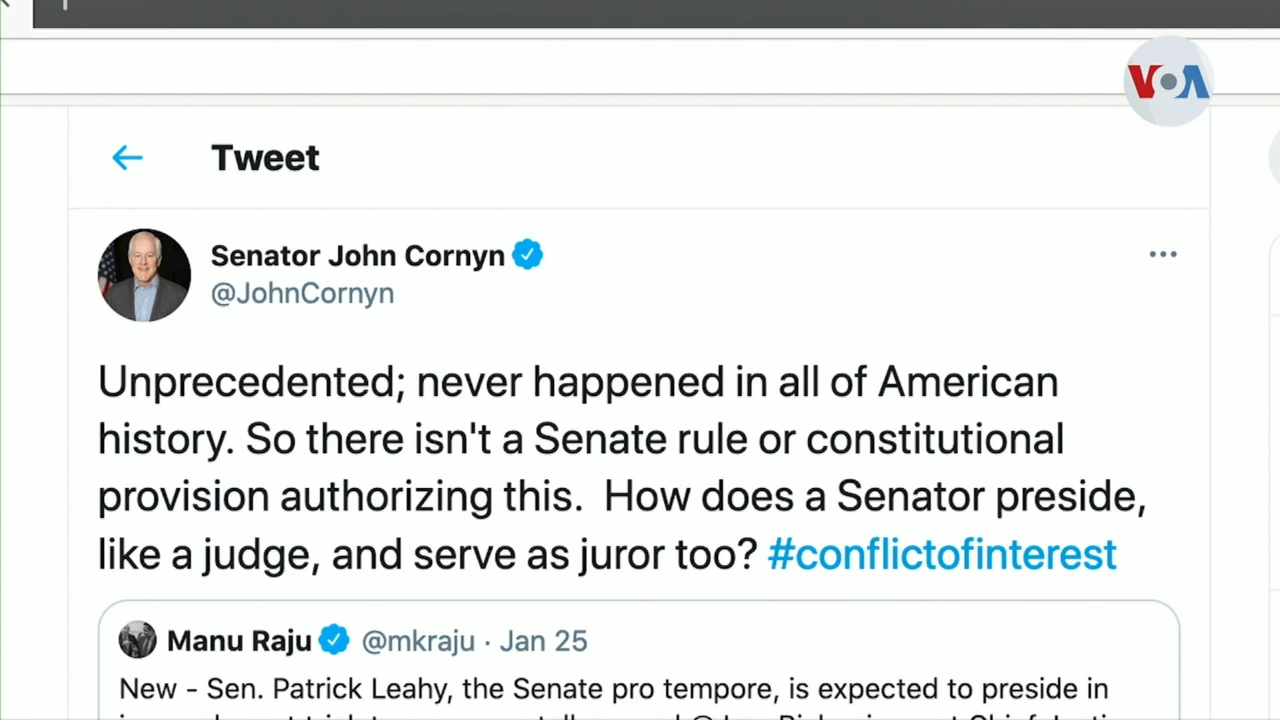 VOA
Tweet
Senator John Cornyn
@JohnCornyn
Unprecedented; never happened in all of American
history. So there isn't a Senate rule or constitutional
provision authorizing this. How does a Senator preside,
like a judge, and serve as juror too? #conflictofinterest
Manu Raju @mkraju · Jan 25
New - Sen. Patrick Leahy, the Senate pro tempore, is expected to preside in